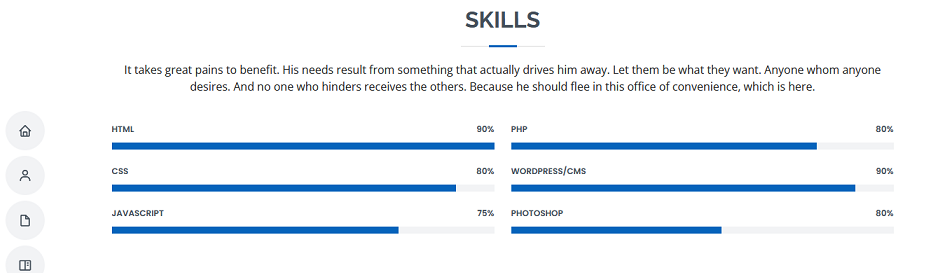 SKILLS
It takes great pains to benefit. His needs result from something that actually drives him away. Let them be what they want. Anyone whom anyone
desires. And no one who hinders receives the others. Because he should flee in this office of convenience, which is here.
HTML 90%
PHP 80%
CSS 80%
WORDPRESS/CMS 90%
JAVASCRIPT 75%
PHOTOSHOP 80%